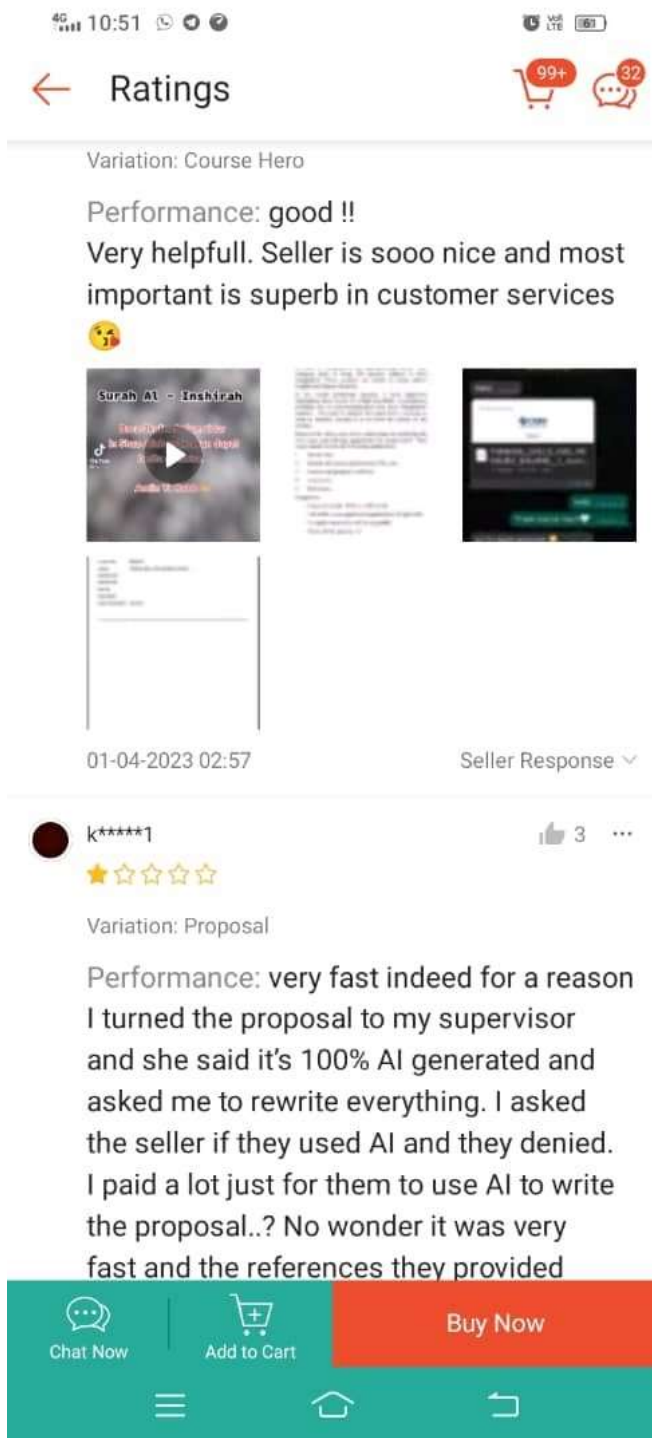 4G 10:51
Vo) LTE 61
Ratings
99+
32
Variation: Course Hero
Performance: good !!
Very helpfull. Seller is sooo nice and most
important is superb in customer services
😘
Surah Al - Inshirah
01-04-2023 02:57
Seller Response
k*****1
3
Variation: Proposal
Performance: very fast indeed for a reason
I turned the proposal to my supervisor
and she said it’s 100% AI generated and
asked me to rewrite everything. I asked
the seller if they used AI and they denied.
I paid a lot just for them to use AI to write
the proposal..? No wonder it was very
fast and the references they provided
Chat Now
Add to Cart
Buy Now